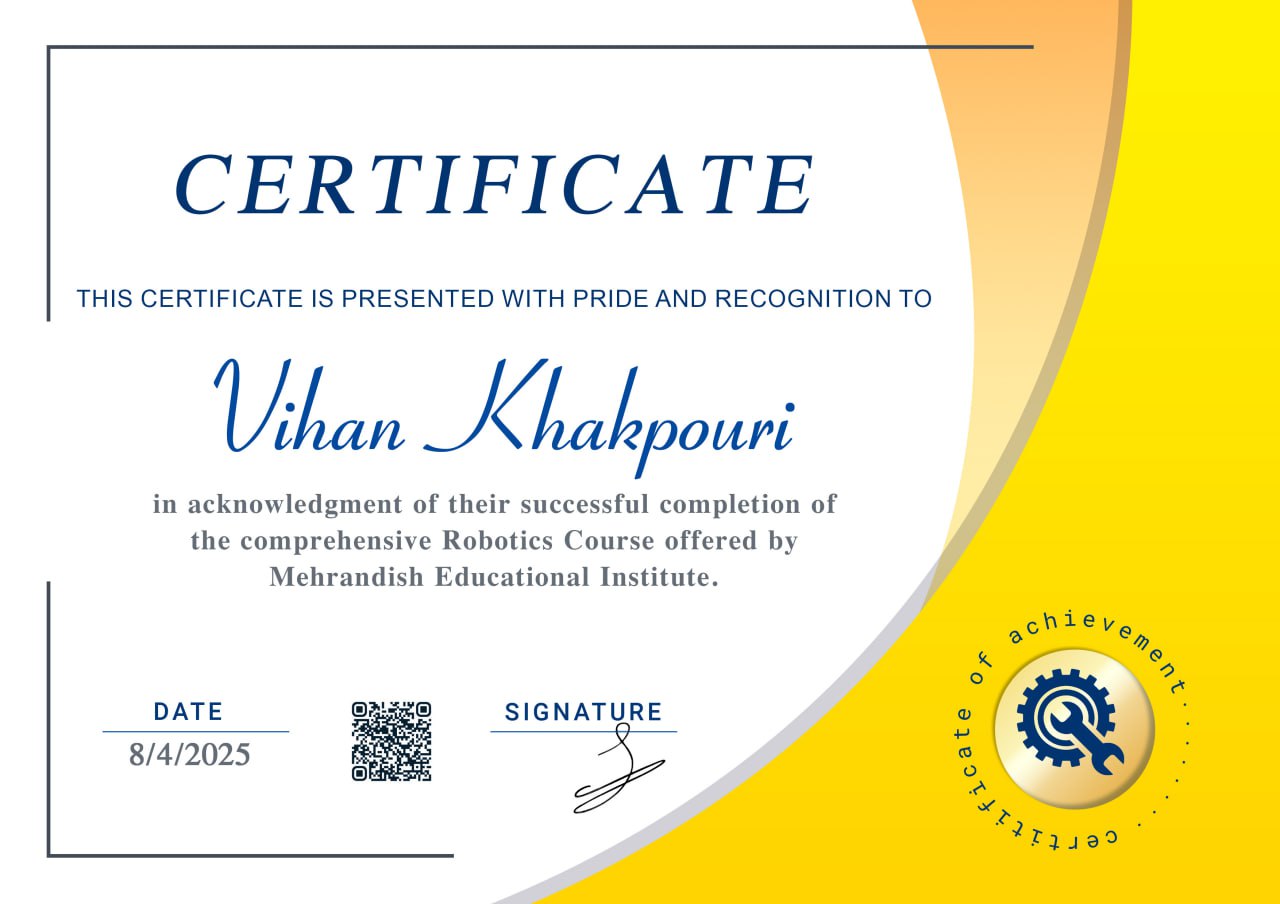 CERTIFICATE
THIS CERTIFICATE IS PRESENTED WITH PRIDE AND RECOGNITION TO
Vihan Khakpouri
in acknowledgment of their successful completion of
the comprehensive Robotics Course offered by
Mehrandish Educational Institute.
DATE
8/4/2025
SIGNATURE
certificate of achievement..........